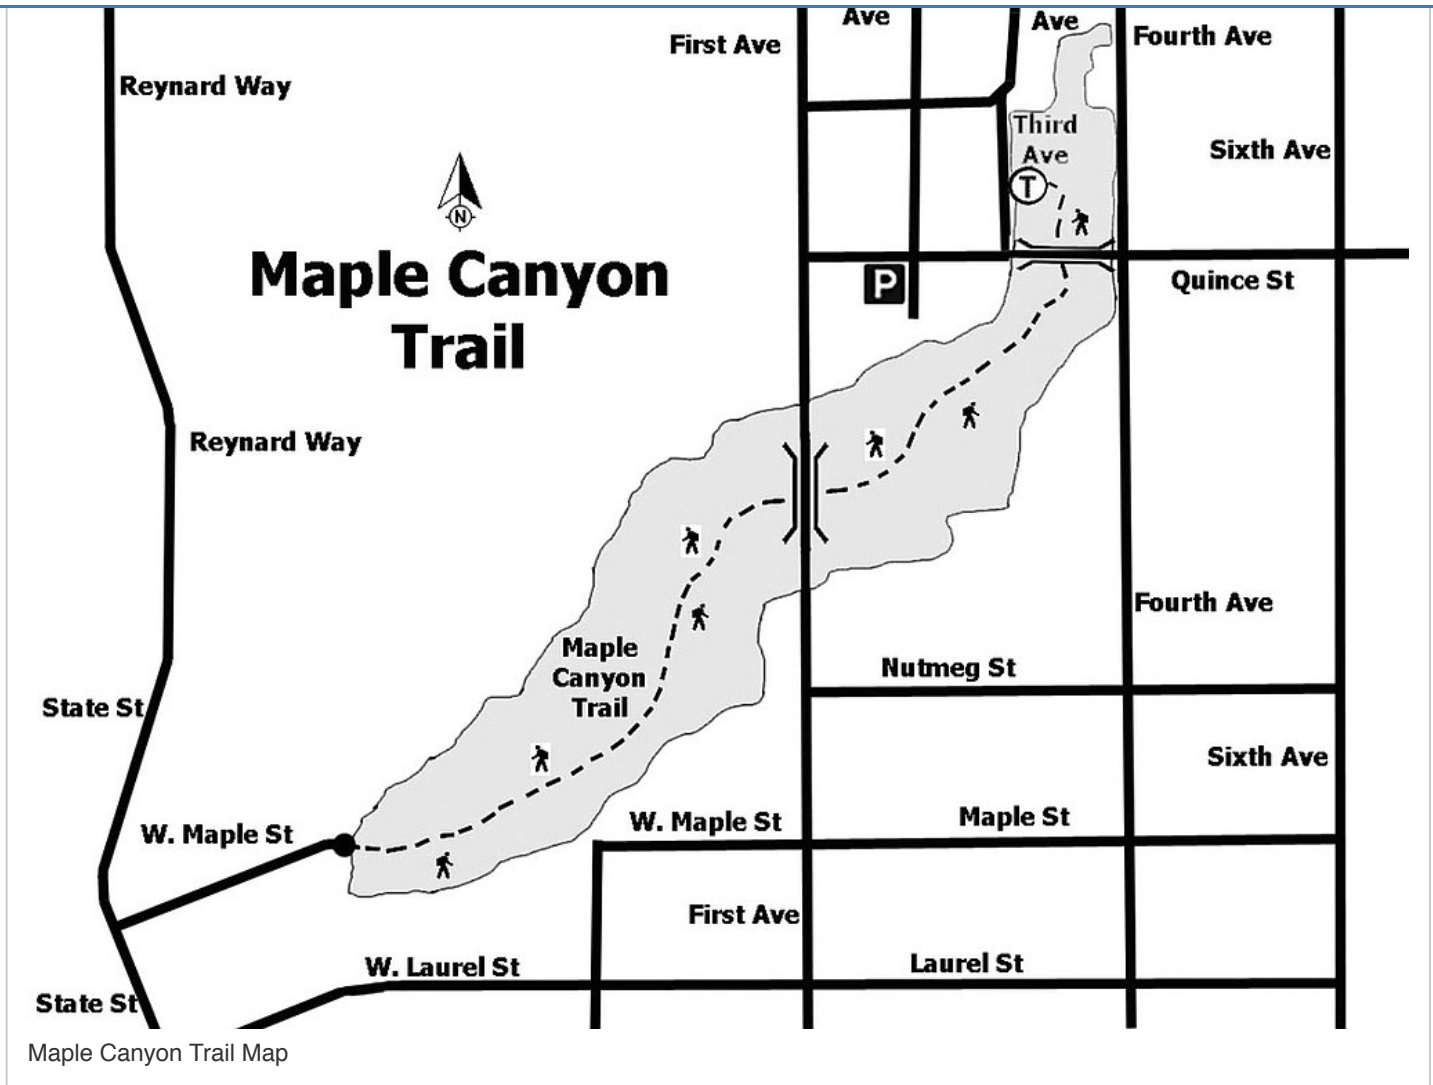 Ave
Ave
First Ave
Fourth Ave
Reynard Way
Third
Ave
Sixth Ave
T
N
Maple Canyon
Trail
P
Quince St
Reynard Way
Fourth Ave
Maple
Canyon
Trail
Nutmeg St
State St
Sixth Ave
W. Maple St
W. Maple St
Maple St
First Ave
W. Laurel St
Laurel St
State St
Maple Canyon Trail Map